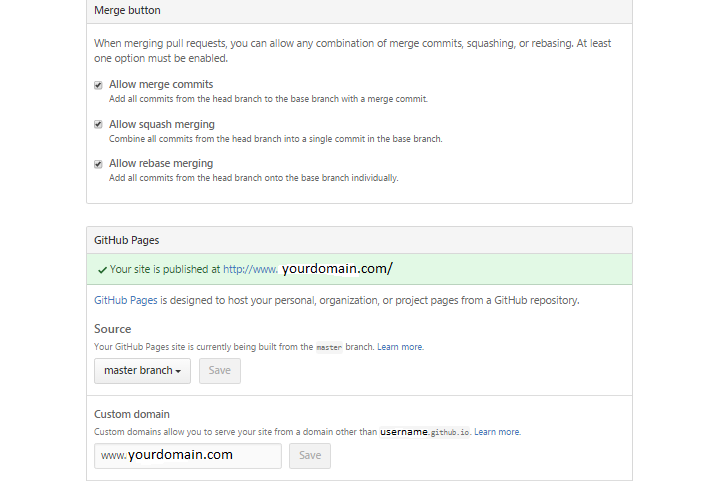 Merge button
When merging pull requests, you can allow any combination of merge commits, squashing, or rebasing. At least
one option must be enabled.
Allow merge commits
Add all commits from the head branch to the base branch with a merge commit.
Allow squash merging
Combine all commits from the head branch into a single commit in the base branch.
Allow rebase merging
Add all commits from the head branch onto the base branch individually.
GitHub Pages
Your site is published at http://www. yourdomain.com/
GitHub Pages is designed to host your personal, organization, or project pages from a GitHub repository.
Source
Your GitHub Pages site is currently being built from the master branch. Learn more.
master branch Save
Custom domain
Custom domains allow you to serve your site from a domain other than username.github.io. Learn more.
www.yourdomain.com Save